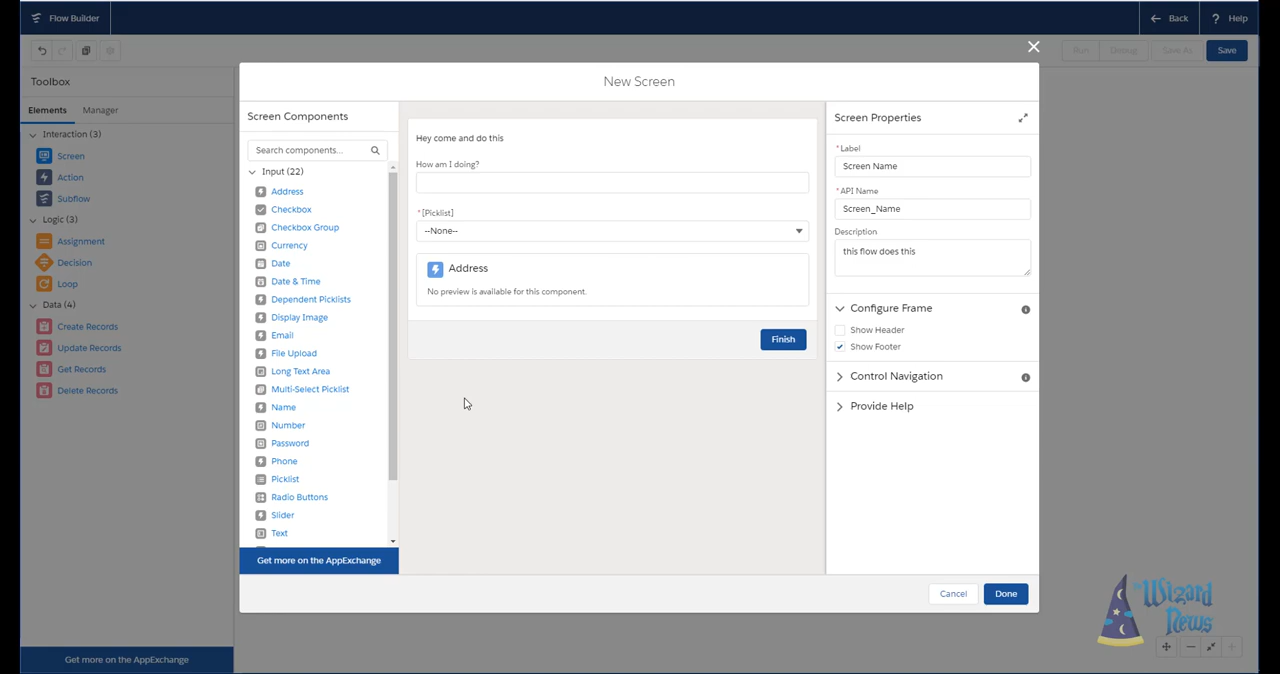 Flow Builder
Back
? Help
Run
Debug
Save As
Save
Toolbox
Elements
Manager
Interaction (3)
Screen
Action
Subflow
Logic (3)
Assignment
Decision
Loop
Data (4)
Create Records
Update Records
Get Records
Delete Records
Get more on the AppExchange
New Screen
Screen Components
Search components...
Input (22)
Address
Checkbox
Checkbox Group
Currency
Date
Date & Time
Dependent Picklists
Display Image
Email
File Upload
Long Text Area
Multi-Select Picklist
Name
Number
Password
Phone
Picklist
Radio Buttons
Slider
Text
Get more on the AppExchange
Hey come and do this
How am I doing?
* [Picklist]
--None--
Address
No preview is available for this component.
Finish
Screen Properties
* Label
Screen Name
* API Name
Screen_Name
Description
this flow does this
Configure Frame
Show Header
Show Footer
Control Navigation
Provide Help
Cancel
Done
Wizard
News